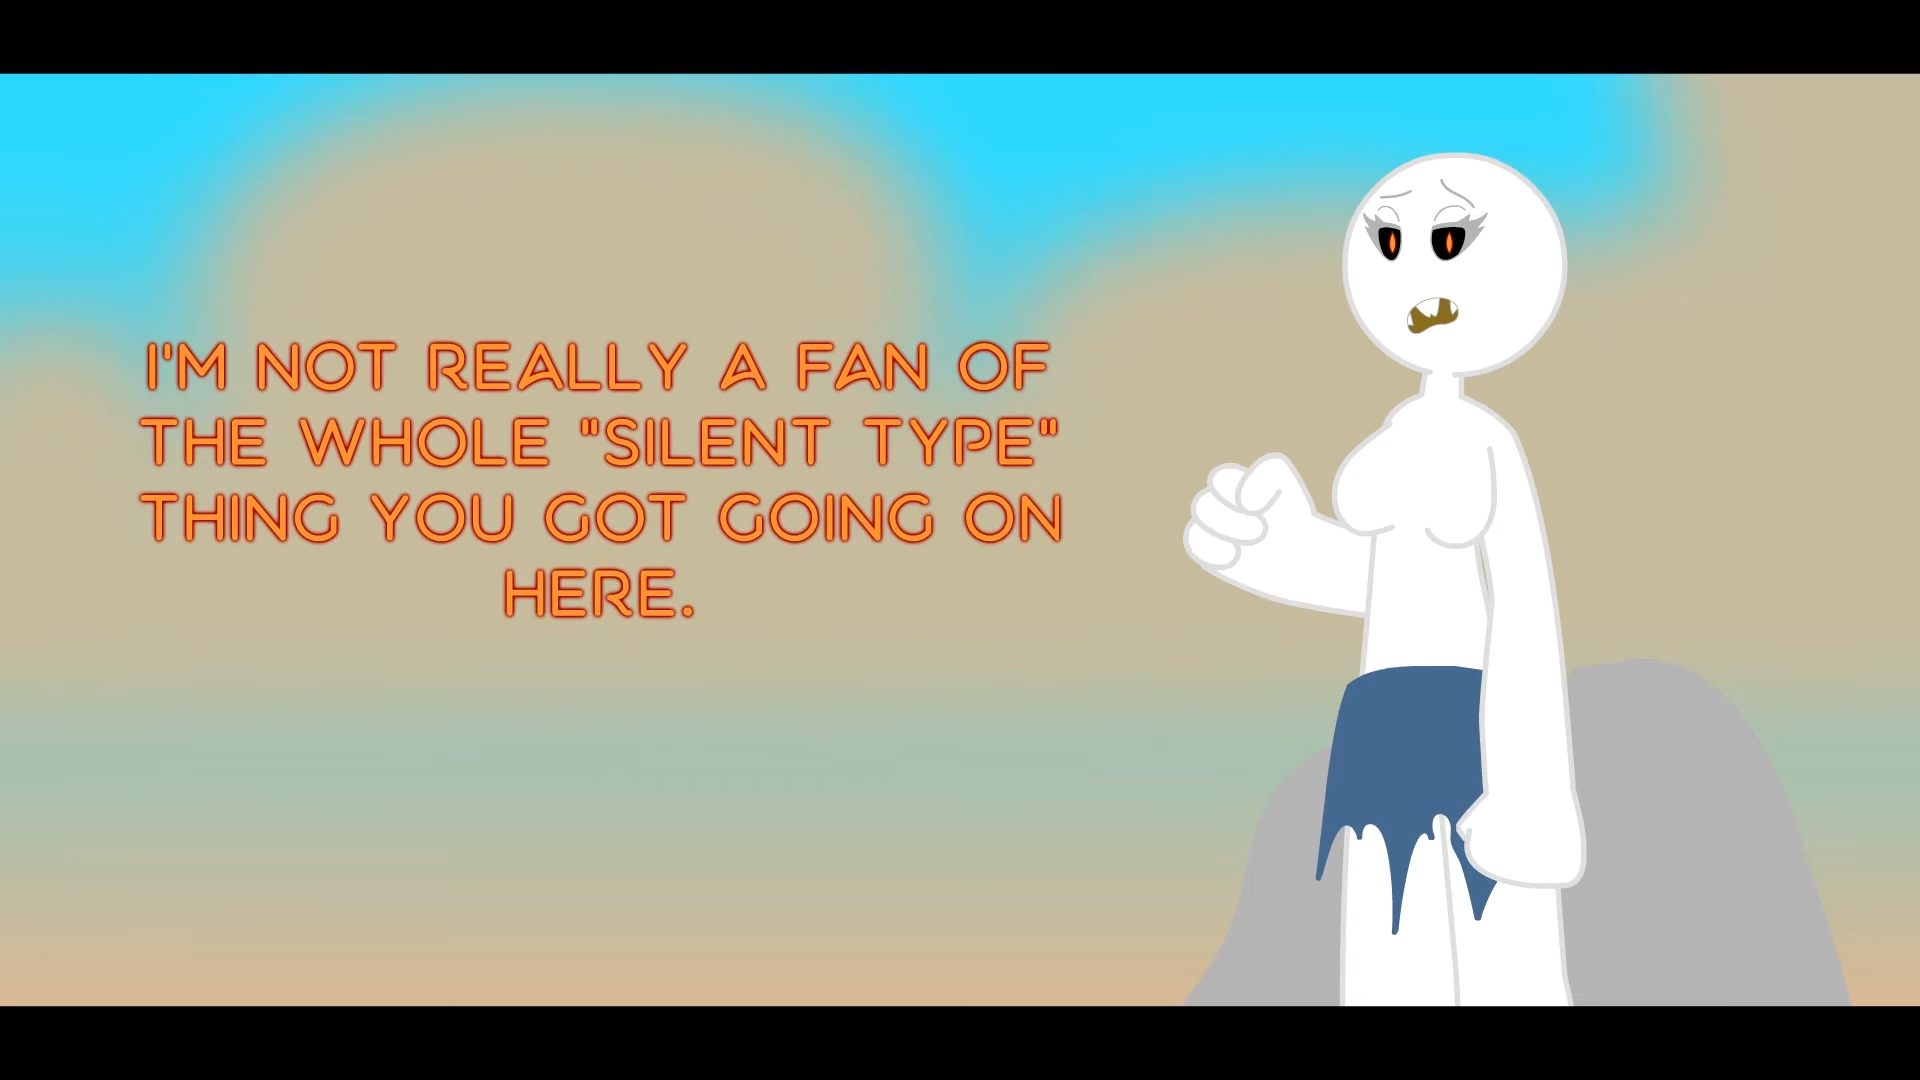 I'M NOT REALLY A FAN OF
THE WHOLE "SILENT TYPE"
THING YOU GOT GOING ON
HERE.